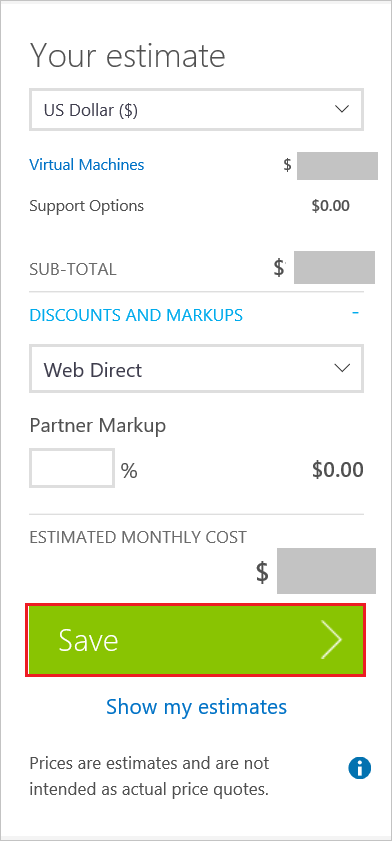 Your estimate
US Dollar ($)
Virtual Machines $
Support Options $0.00
SUB-TOTAL $
DISCOUNTS AND MARKUPS -
Web Direct
Partner Markup
% $0.00
ESTIMATED MONTHLY COST
$
Save
Show my estimates
Prices are estimates and are not
intended as actual price quotes.